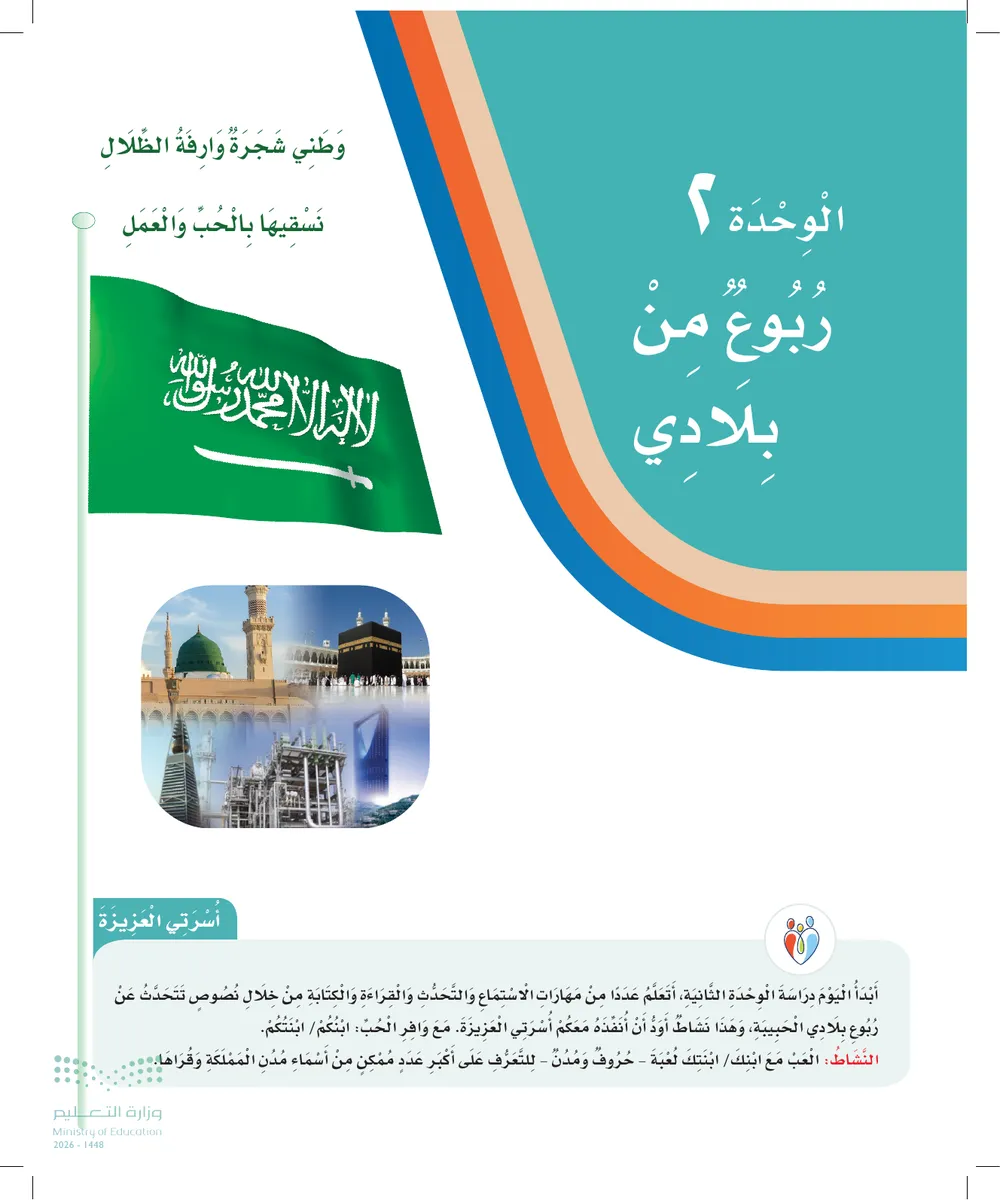 الْوِحْدَة ٢
رُبُوعٌ مِنْ
بِلَادِي
وَطَنِي شَجَرَةٌ وَارِفَةُ الظِّلَالِ
نَسْقِيهَا بِالْحُبِّ وَالْعَمَلِ
لا إله إلا الله محمد رسول الله
أُسْرَتِي الْعَزِيزَةَ
أَبْدَأُ الْيَوْمَ دِرَاسَةَ الْوِحْدَةِ الثَّانِيَةِ، أَتَعَلَّمُ عَدَدًا مِنْ مَهَارَاتِ الْاسْتِمَاعِ وَالتَّحَدُّثِ وَالْقِرَاءَةِ وَالْكِتَابَةِ مِنْ خِلَالِ نُصُوصٍ تَتَحَدَّثُ عَنْ
رُبُوعِ بِلَادِي الْحَبِيبَةِ، وَهَذَا نَشَاطٌ أَوَدُّ أَنْ أُنَفِّذَهُ مَعَكُمْ أُسْرَتِي الْعَزِيزَةَ. مَعَ وَافِرِ الْحُبِّ: ابْنُكُمْ/ ابْنَتُكُمْ.
النَّشَاطُ: الْعَبْ مَعَ ابْنِكَ/ ابْنَتِكَ لُعْبَةَ – حُرُوفٌ وَمُدُنٌ – لِلتَّعَرُّفِ عَلَى أَكْبَرِ عَدَدٍ مُمْكِنٍ مِنْ أَسْمَاءِ مُدُنِ الْمَمْلَكَةِ وَقُرَاهَا.
وزارة التعـــليم
Ministry of Education
2026 - 1448